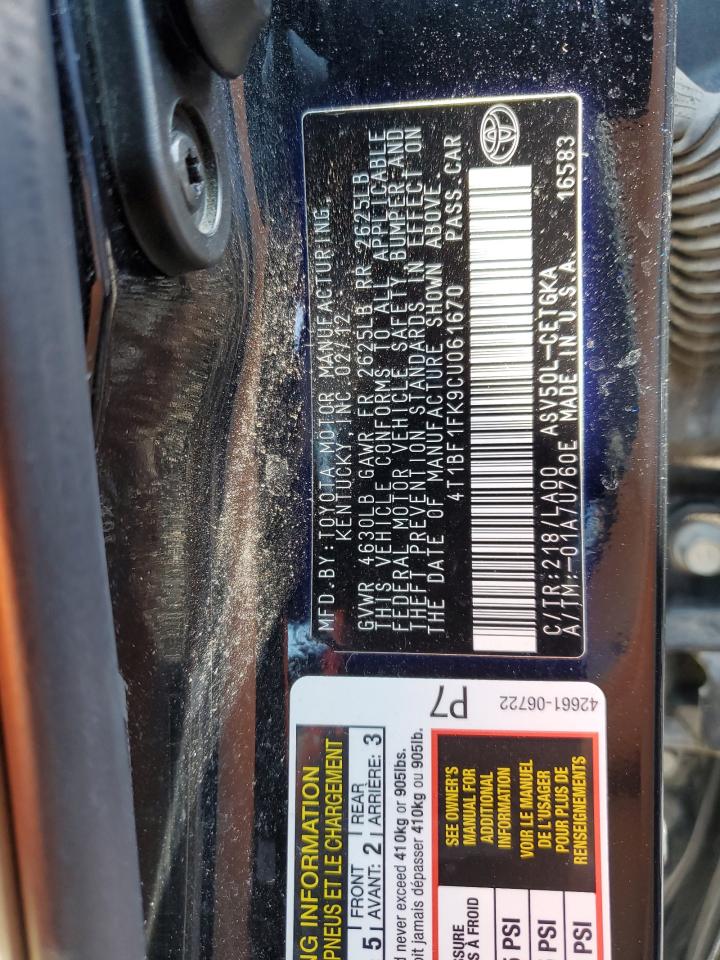 MFD.BY:TOYOTA MOTOR MANUFACTURING,
KENTUCKY, INC. 02/12
GVWR 4630LB GAWR FR 2625LB RR 2625LB
THIS VEHICLE CONFORMS TO ALL APPLICABLE
FEDERAL MOTOR VEHICLE SAFETY, BUMPER AND
THEFT PREVENTION STANDARDS IN EFFECT ON
THE DATE OF MANUFACTURE SHOWN ABOVE.
4T1BF1FK9CU061670 PASS.CAR
C/TR:218/LA00 ASV50L-CETGKA
A/TM:-01A/0760E MADE IN U.S.A. 16583
NG INFORMATION
PNEUS ET LE CHARGEMENT
5 FRONT 2 REAR 3
AVANT: ARRIÈRE:
d never exceed 410kg or 905lbs.
oit jamais dépasser 410kg ou 905lb.
P7
42661-06722
SEE OWNER'S
MANUAL FOR
ADDITIONAL
INFORMATION
VOIR LE MANUEL
DE L'USAGER
POUR PLUS DE
RENSEIGNEMENTS
SSURE
S À FROID
PSI
PSI
PSI